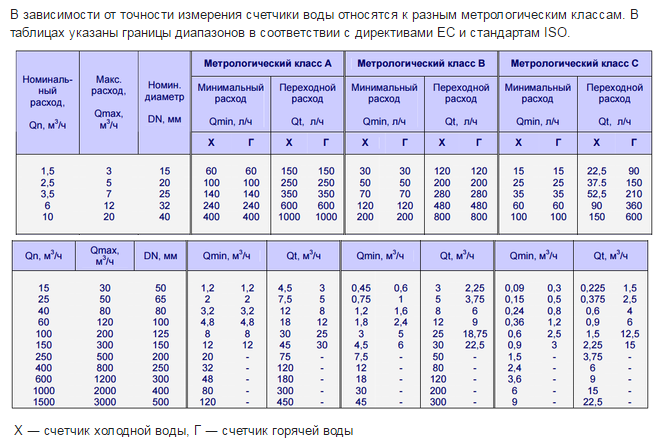 В зависимости от точности измерения счетчики воды относятся к разным метрологическим классам. В
таблицах указаны границы диапазонов в соответствии с директивами ЕС и стандартам ISO.
Номиналь-
ный
расход,
Qn, м³/ч
Макс.
расход,
Qmax,
м³/ч
Номин.
диаметр
DN, мм
Метрологический класс А
Метрологический класс В
Метрологический класс С
Минимальный
расход
Qmin, л/ч
Переходной
расход
Qt, л/ч
Минимальный
расход
Qmin, л/ч
Переходной
расход
Qt, л/ч
Минимальный
расход
Qmin, л/ч
Переходной
расход
Qt, л/ч
Х Г Х Г Х Г Х Г Х Г Х Г
1,5 3 15 60 60 150 150 30 30 120 120 15 15 22,5 90
2,5 5 20 100 100 250 250 50 50 200 200 25 25 37.5 150
3,5 7 25 140 140 350 350 70 70 280 280 35 35 52,5 210
6 12 32 240 240 600 600 120 120 480 480 60 60 90 360
10 20 40 400 400 1000 1000 200 200 800 800 100 100 150 600
Qn, м³/ч Qmax, м³/ч DN, мм Qmin, м³/ч Qt, м³/ч Qmin, м³/ч Qt, м³/ч Qmin, м³/ч Qt, м³/ч
15 30 50 1,2 1,2 4,5 3 0,45 0,6 3 2,25 0,09 0,3 0,225 1,5
25 50 65 2 2 7,5 5 0,75 1 5 3,75 0,15 0,5 0,375 2,5
40 80 80 3,2 3,2 12 8 1,2 1,6 8 6 0,24 0,8 0,6 4
60 120 100 4,8 4,8 18 12 1,8 2,4 12 9 0,36 1,2 0,9 6
100 200 125 8 8 30 25 3 5 25 18,75 0,6 2,5 1,5 12,5
150 300 150 12 12 45 30 4,5 6 30 22,5 0,9 3 2,25 15
250 500 200 20 - 75 - 7,5 - 50 - 1,5 - 3,75 -
400 800 250 32 - 120 - 12 - 80 - 2,4 - 6 -
600 1200 300 48 - 180 - 18 - 120 - 3,6 - 9 -
1000 2000 400 80 - 300 - 30 - 200 - 6 - 15 -
1500 3000 500 120 - 450 - 45 - 300 - 9 - 22,5 -
Х — счетчик холодной воды, Г — счетчик горячей воды